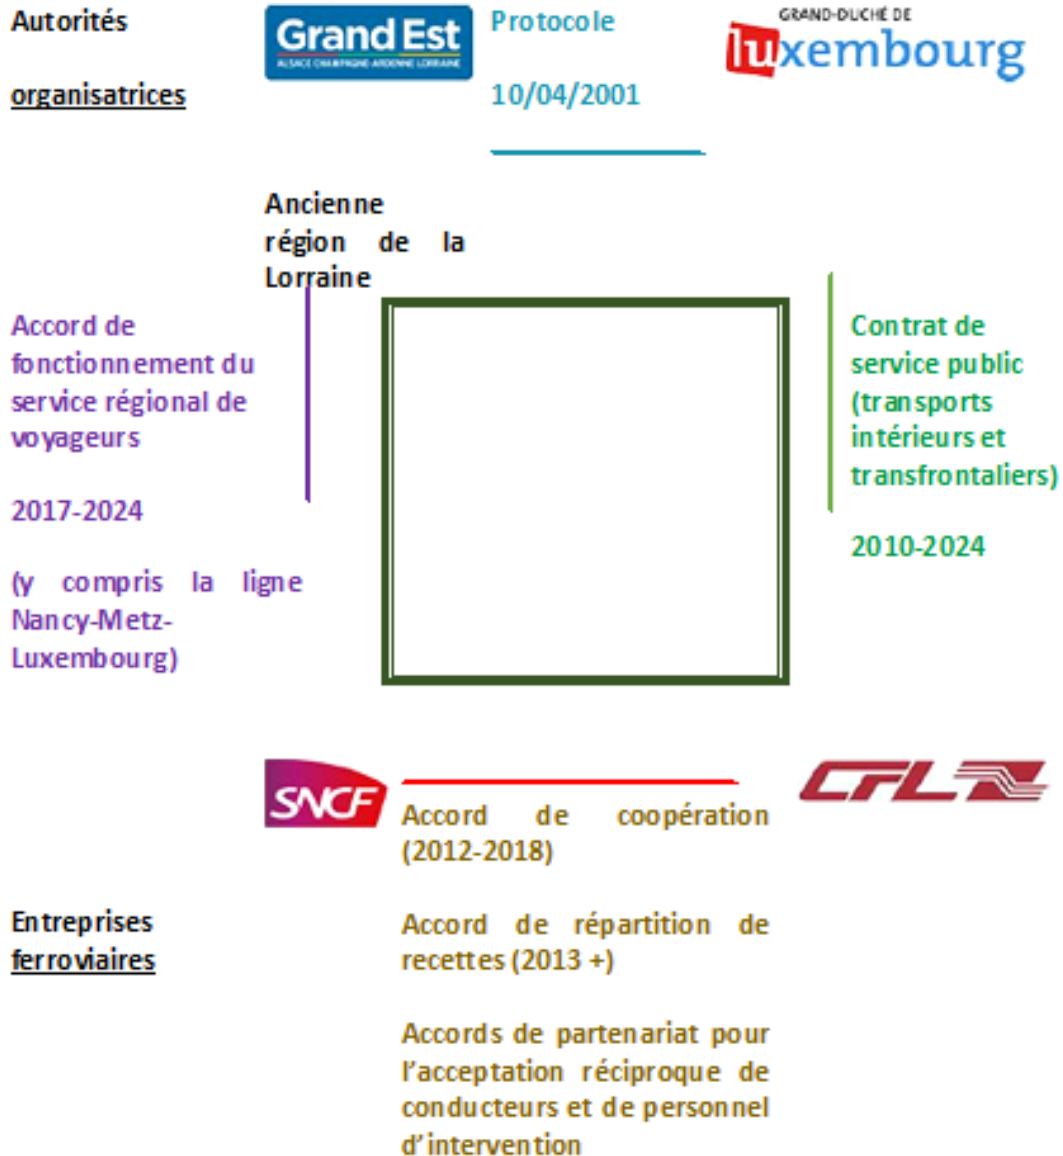 Autorités
organisatrices
Grand Est
ALSACE CHAMPAGNE-ARDENNE LORRAINE
Protocole
10/04/2001
GRAND-DUCHÉ DE
luxembourg
Ancienne
région de la
Lorraine
Accord de
fonctionnement du
service régional de
voyageurs
2017-2024
(y compris la ligne
Nancy-Metz-
Luxembourg)
Contrat de
service public
(transports
intérieurs et
transfrontaliers)
2010-2024
SNCF
CFL
Accord de coopération
(2012-2018)
Entreprises
ferroviaires
Accord de répartition de
recettes (2013 +)
Accords de partenariat pour
l’acceptation réciproque de
conducteurs et de personnel
d’intervention